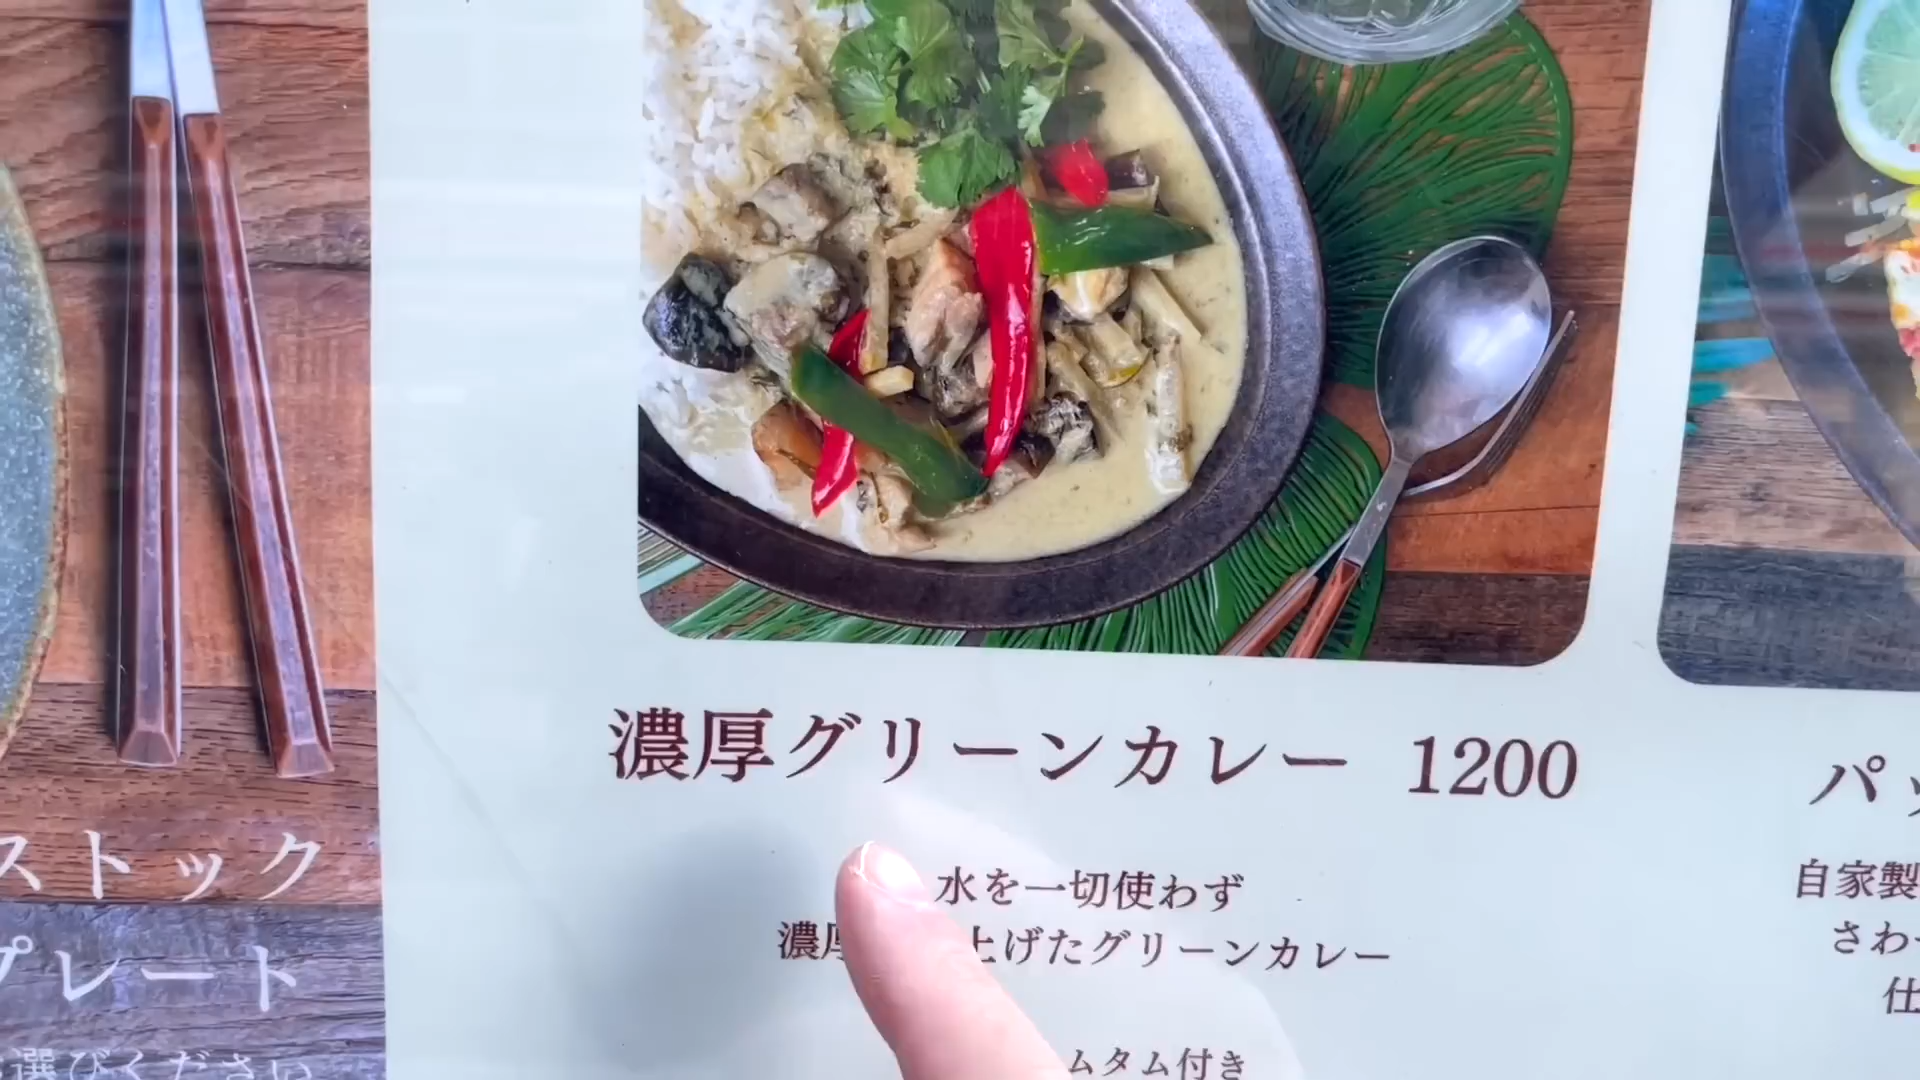 ストック
プレート
選びください
濃厚グリーンカレー 1200
水を一切使わず
濃厚 上げたグリーンカレー
ムタム付き
パッ
自家製
さわ
仕